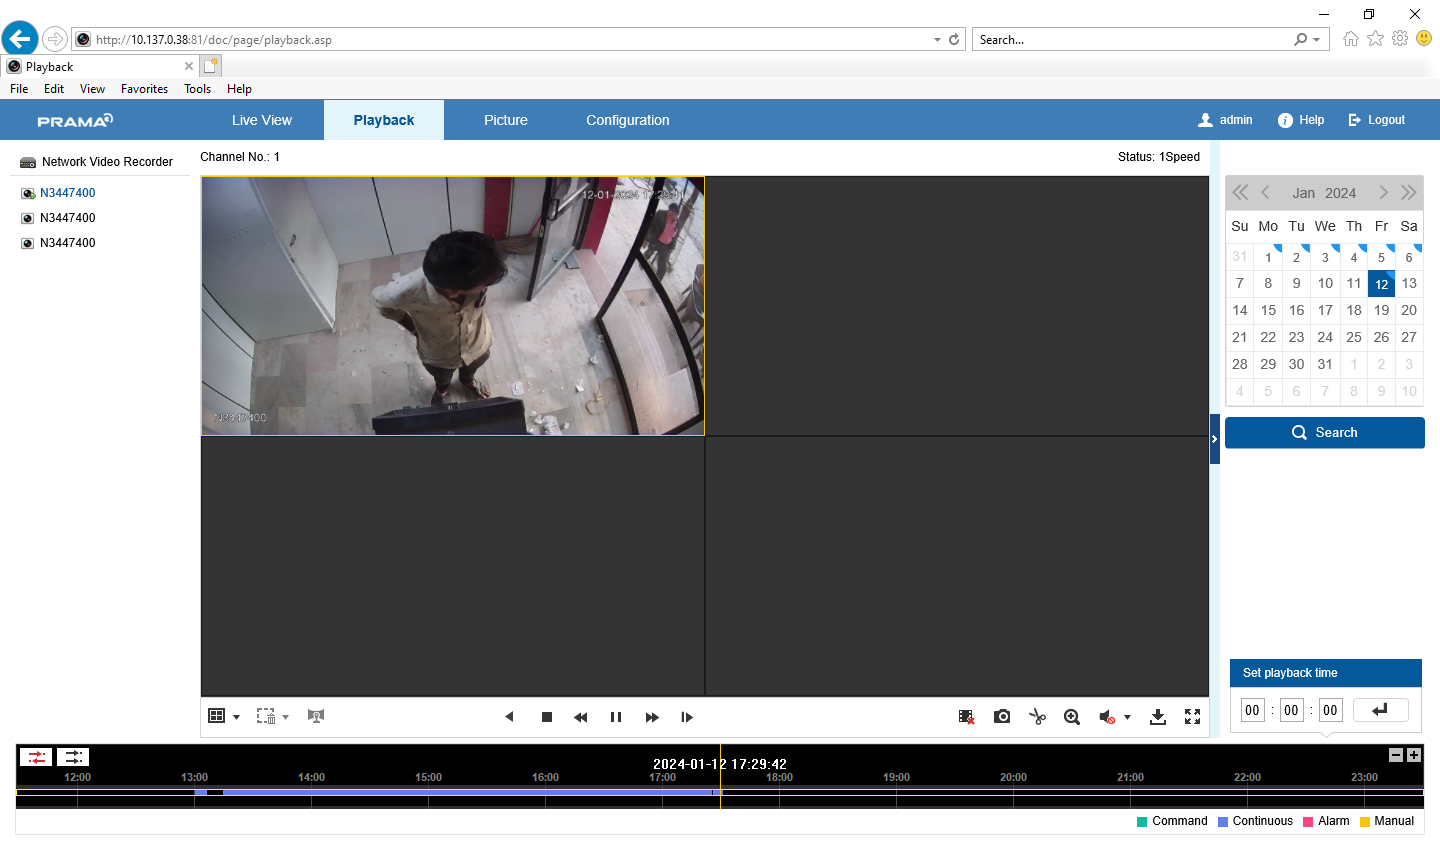 http://10.137.0.38:81/doc/page/playback.asp
Search...
Playback
File Edit View Favorites Tools Help
PRAMA
Live View Playback Picture Configuration
admin Help Logout
Network Video Recorder
Channel No.: 1
Status: 1Speed
N3447400
N3447400
N3447400
12-01-2024 17:29:41
N3447400
Jan 2024
Su Mo Tu We Th Fr Sa
31 1 2 3 4 5 6
7 8 9 10 11 12 13
14 15 16 17 18 19 20
21 22 23 24 25 26 27
28 29 30 31 1 2 3
4 5 6 7 8 9 10
Search
Set playback time
00 : 00 : 00
2024-01-12 17:29:42
12:00 13:00 14:00 15:00 16:00 17:00 18:00 19:00 20:00 21:00 22:00 23:00
Command Continuous Alarm Manual